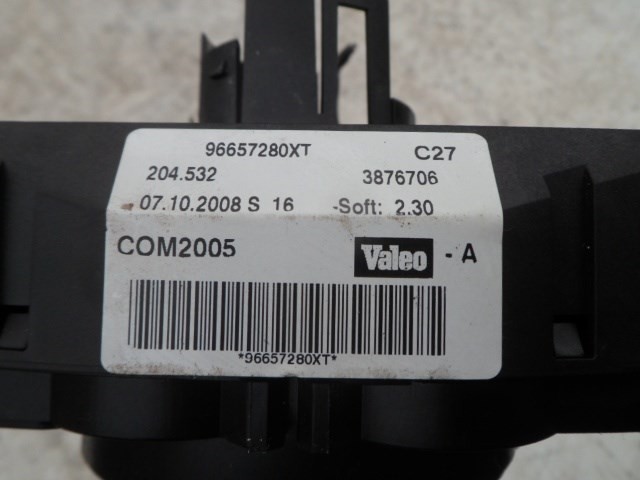 96657280XT C27
204.532 3876706
07.10.2008 S 16 -Soft: 2.30
COM2005 Valeo - A
*96657280XT*